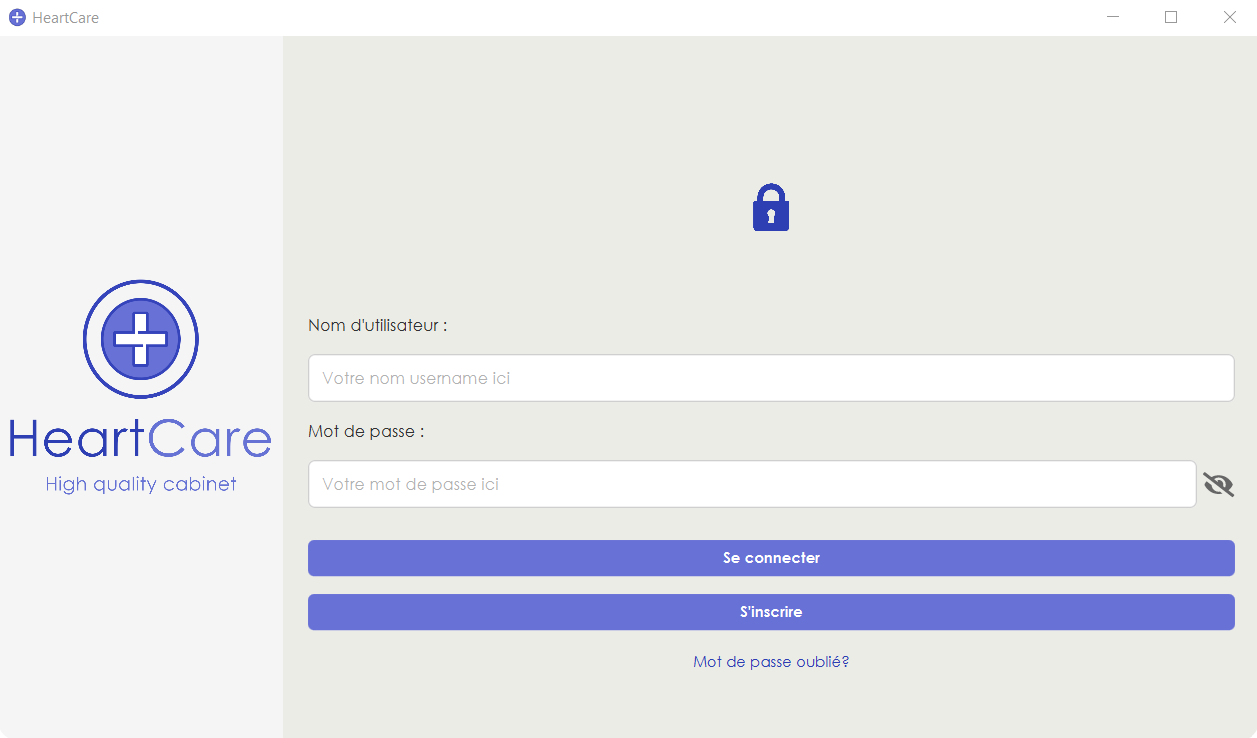 HeartCare
HeartCare
High quality cabinet
Nom d'utilisateur :
Votre nom username ici
Mot de passe :
Votre mot de passe ici
Se connecter
S'inscrire
Mot de passe oublié?